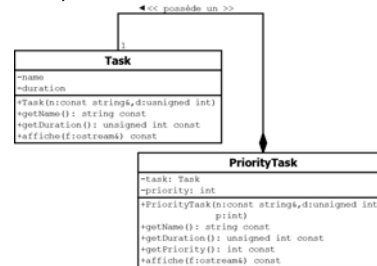 ◄<< possède un >>
1
Task
-name
-duration
+Task(n:const string&,d:usnigned int)
+getName(): string const
+getDuration(): unsigned int const
+affiche(f:ostream&) const
PriorityTask
-task: Task
-priority: int
+PriorityTask(n:const string&,d:unsigned int
p:int)
+getName(): string const
+getDuration(): unsigned int const
+getPriority(): int const
+affiche(f:ostream&) const